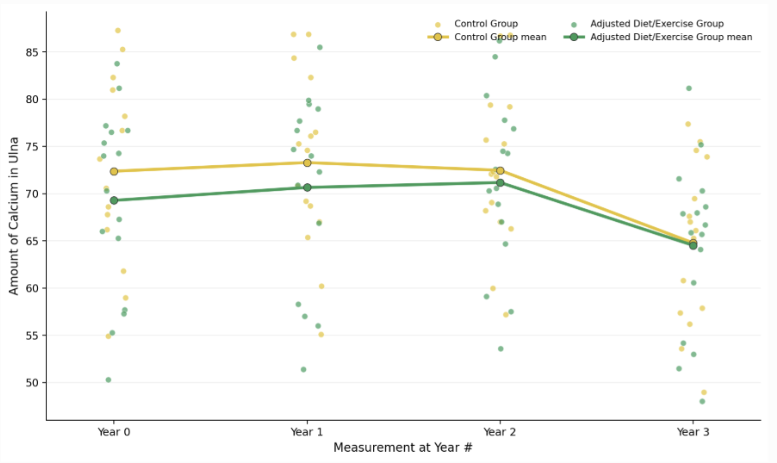 Control Group
Control Group mean
Adjusted Diet/Exercise Group
Adjusted Diet/Exercise Group mean
Amount of Calcium in Ulna
85
80
75
70
65
60
55
50
Year 0
Year 1
Year 2
Year 3
Measurement at Year #